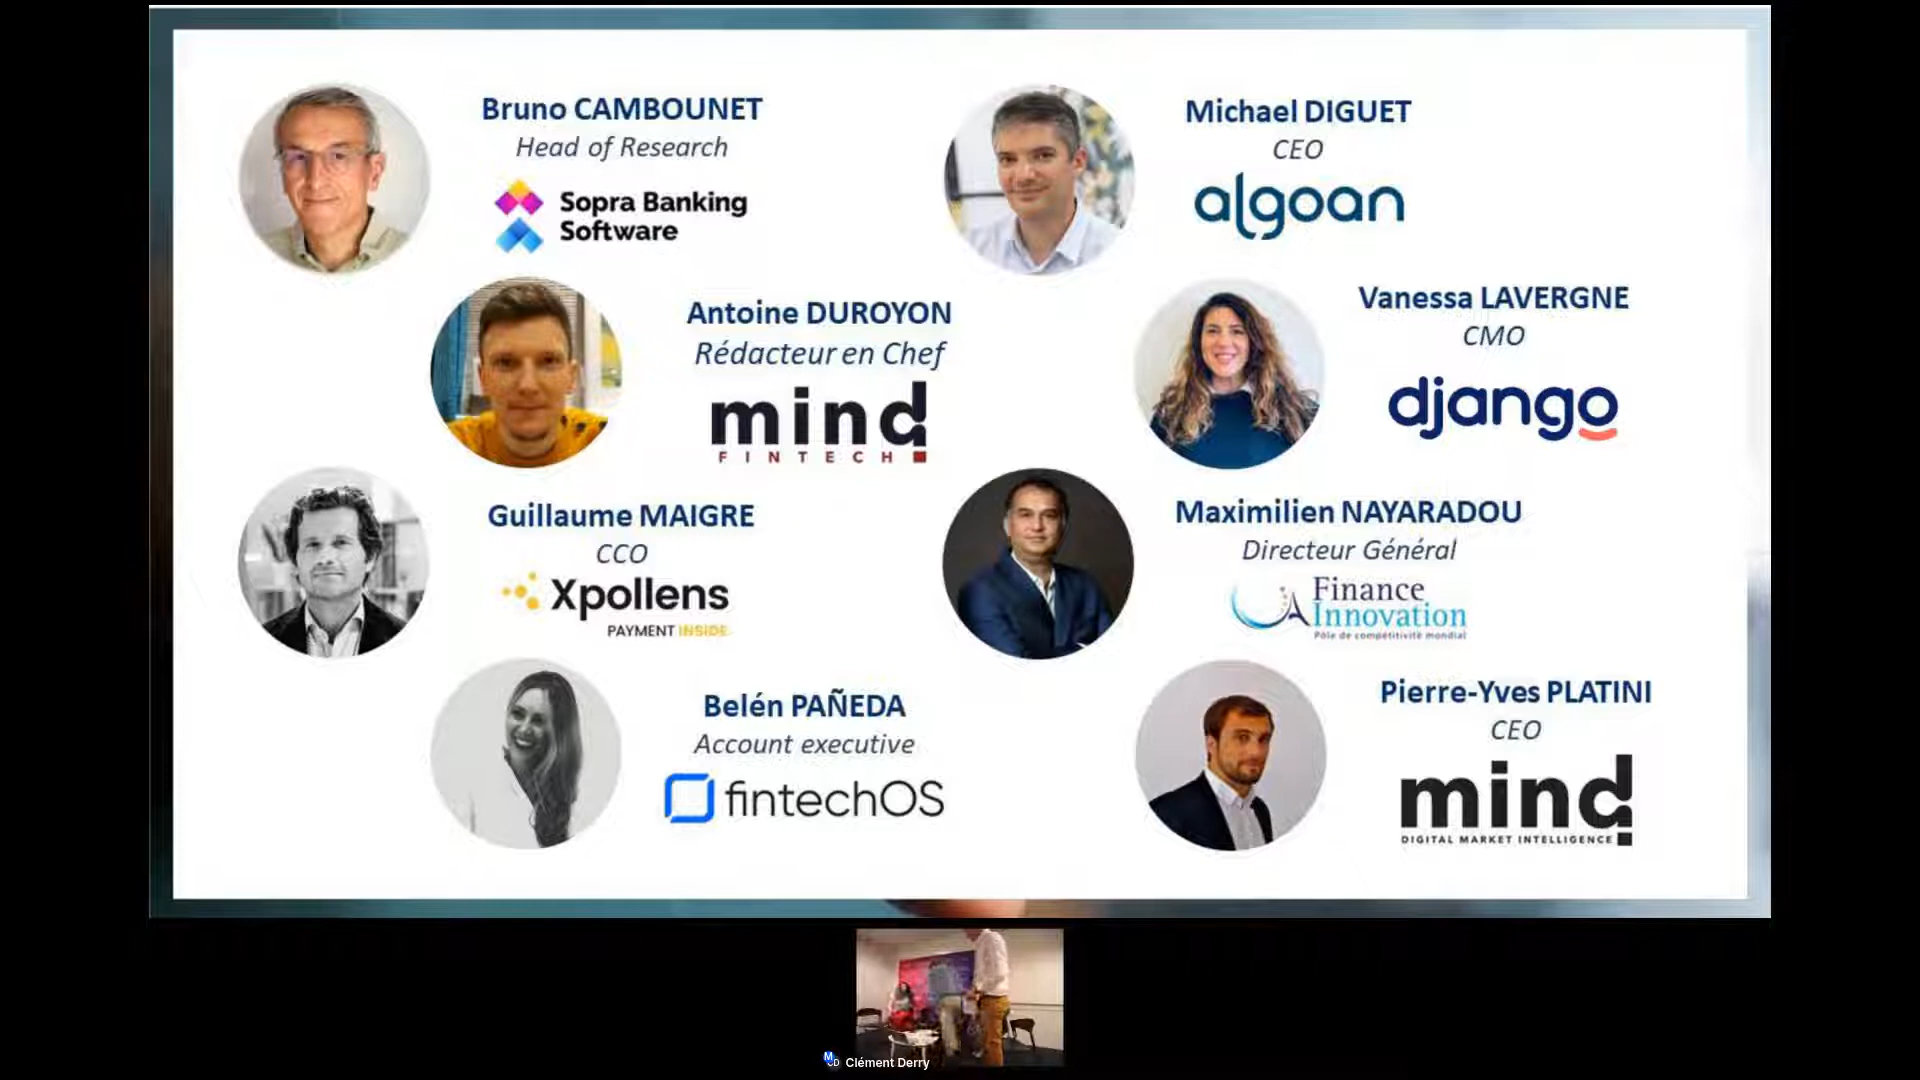 Bruno CAMBOUNET
Head of Research
Sopra Banking
Software
Michael DIGUET
CEO
algoan
Antoine DUROYON
Rédacteur en Chef
mind
FINTECH
Vanessa LAVERGNE
CMO
django
Guillaume MAIGRE
CCO
Xpollens
PAYMENT INSIDE
Maximilien NAYARADOU
Directeur Général
Finance
Innovation
Pôle de compétitivité mondial
Belén PAÑEDA
Account executive
fintechOS
Pierre-Yves PLATINI
CEO
mind
DIGITAL MARKET INTELLIGENCE
Clément Derry